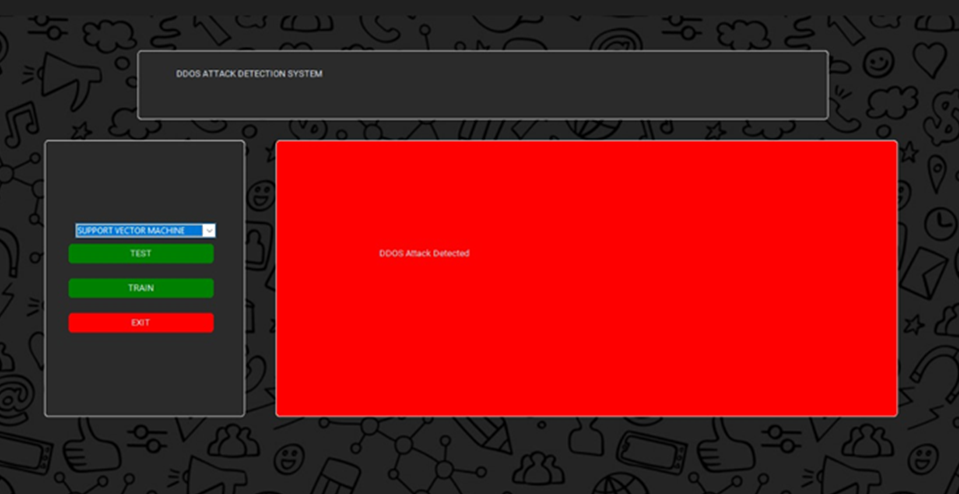 DDOS ATTACK DETECTION SYSTEM
SUPPORT VECTOR MACHINE
TEST
TRAIN
EXIT
DDOS Attack Detected